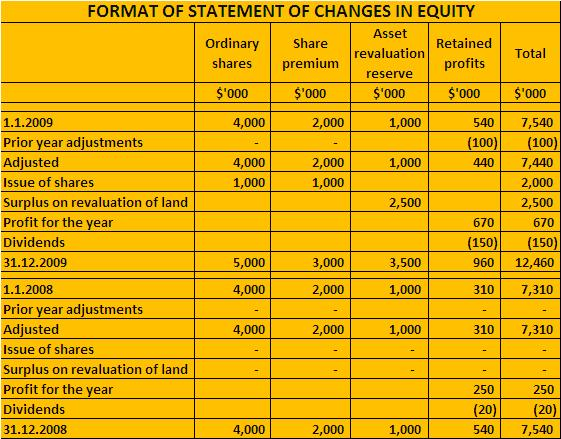 FORMAT OF STATEMENT OF CHANGES IN EQUITY
Ordinary shares Share premium Asset revaluation reserve Retained profits Total
$'000 $'000 $'000 $'000 $'000
1.1.2009 4,000 2,000 1,000 540 7,540
Prior year adjustments - - (100) (100)
Adjusted 4,000 2,000 1,000 440 7,440
Issue of shares 1,000 1,000 2,000
Surplus on revaluation of land 2,500 2,500
Profit for the year 670 670
Dividends (150) (150)
31.12.2009 5,000 3,000 3,500 960 12,460
1.1.2008 4,000 2,000 1,000 310 7,310
Prior year adjustments - - - - -
Adjusted 4,000 2,000 1,000 310 7,310
Issue of shares - - - - -
Surplus on revaluation of land - - - - -
Profit for the year 250 250
Dividends (20) (20)
31.12.2008 4,000 2,000 1,000 540 7,540